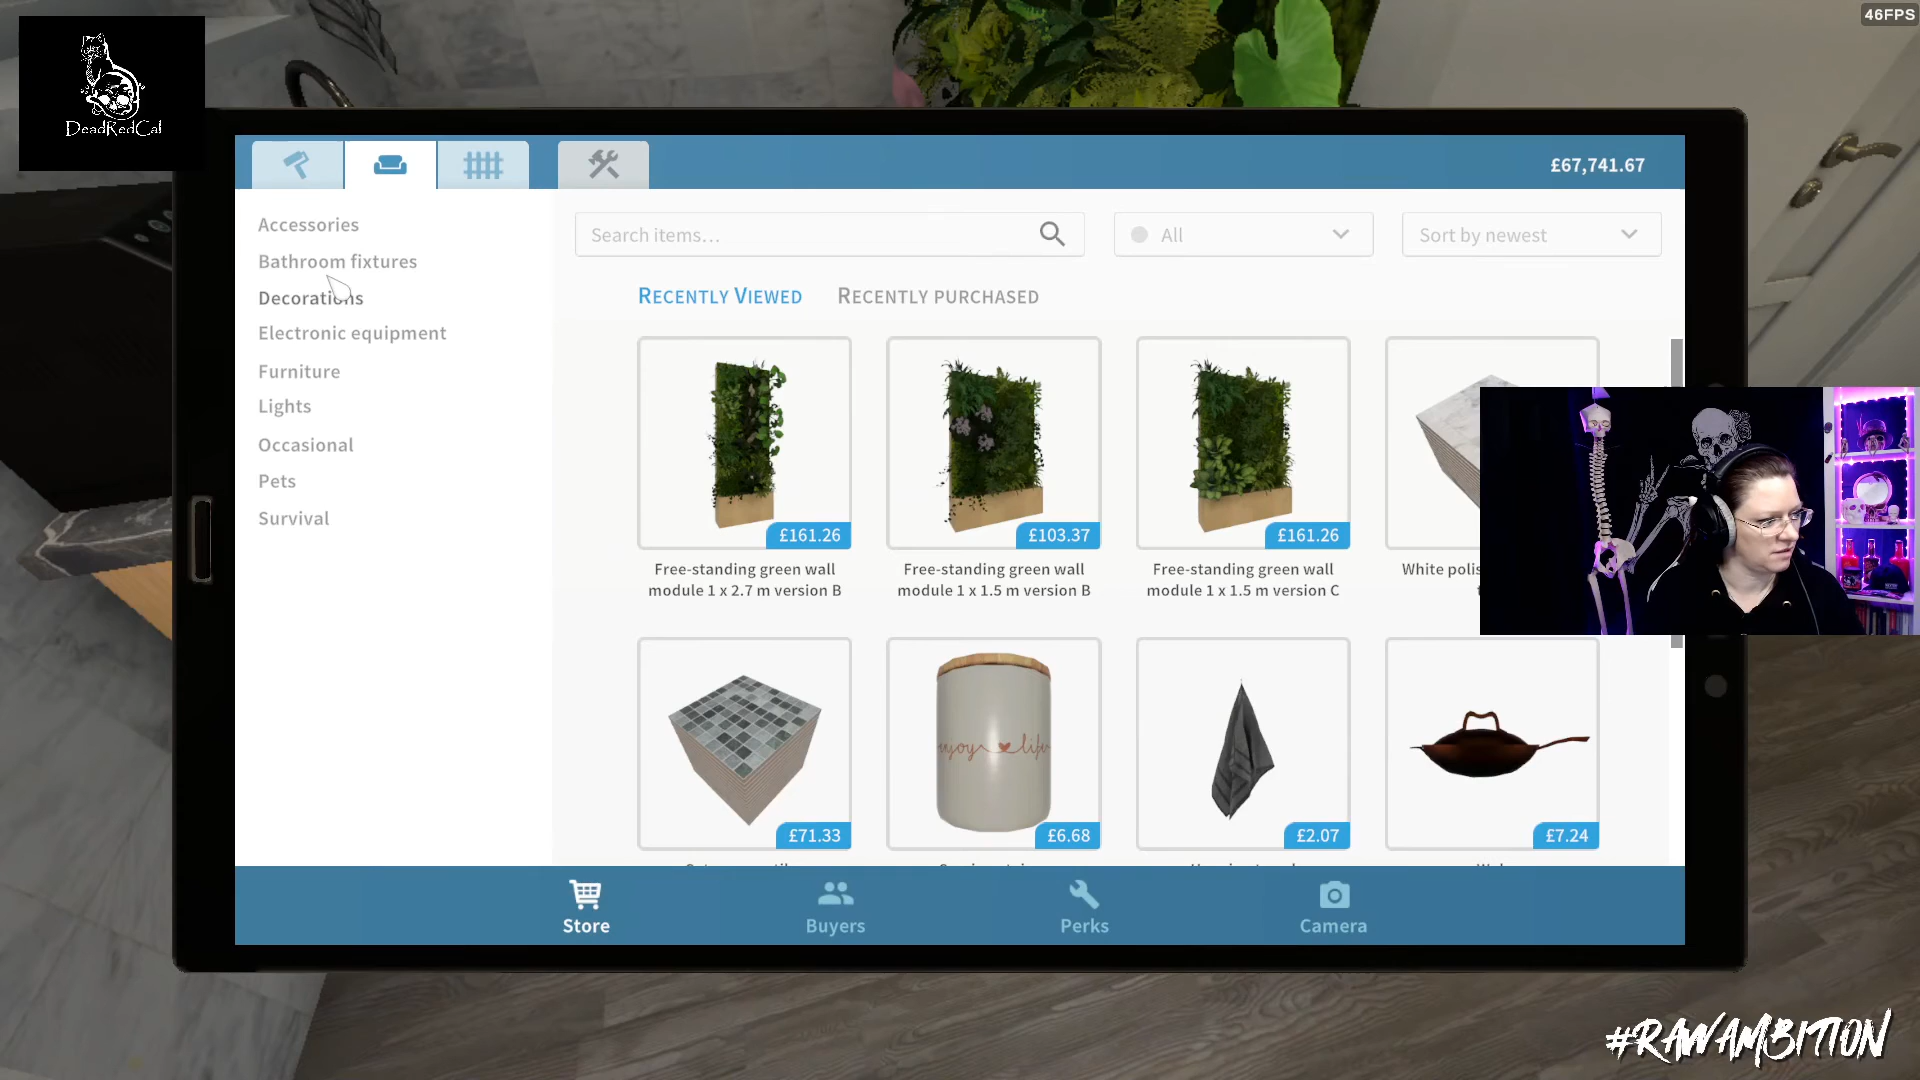 46FPS
DeadRedCal
£67,741.67
Accessories
Bathroom fixtures
Decorations
Electronic equipment
Furniture
Lights
Occasional
Pets
Survival
Search items...
All
Sort by newest
RECENTLY VIEWED
RECENTLY PURCHASED
£161.26
£103.37
£161.26
Free-standing green wall
module 1 x 2.7 m version B
Free-standing green wall
module 1 x 1.5 m version B
Free-standing green wall
module 1 x 1.5 m version C
White
enjoy life
£71.33
£6.68
£2.07
£7.24
Store
Buyers
Perks
Camera
#RAWAMBITION